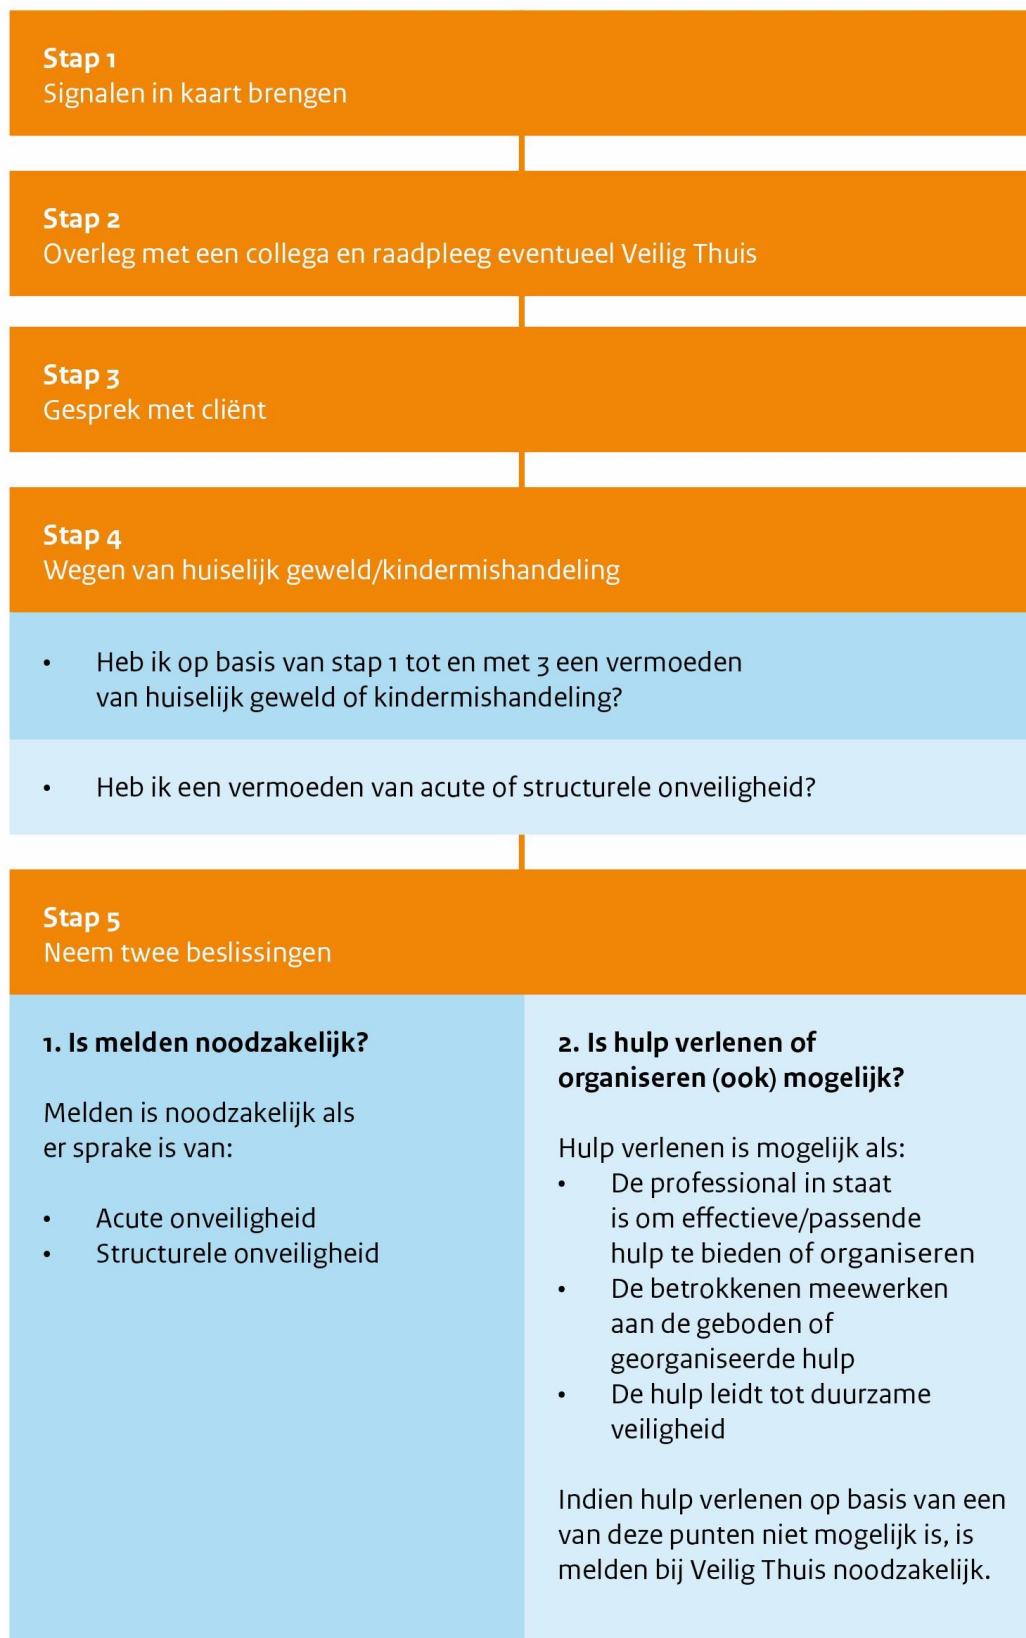 Stap 1
Signalen in kaart brengen
Stap 2
Overleg met een collega en raadpleeg eventueel Veilig Thuis
Stap 3
Gesprek met cliënt
Stap 4
Wegen van huiselijk geweld/kindermishandeling
• Heb ik op basis van stap 1 tot en met 3 een vermoeden
van huiselijk geweld of kindermishandeling?
• Heb ik een vermoeden van acute of structurele onveiligheid?
Stap 5
Neem twee beslissingen
1. Is melden noodzakelijk?
Melden is noodzakelijk als
er sprake is van:
• Acute onveiligheid
• Structurele onveiligheid
2. Is hulp verlenen of
organiseren (ook) mogelijk?
Hulp verlenen is mogelijk als:
• De professional in staat
is om effectieve/passende
hulp te bieden of organiseren
• De betrokkenen meewerken
aan de geboden of
georganiseerde hulp
• De hulp leidt tot duurzame
veiligheid
Indien hulp verlenen op basis van een
van deze punten niet mogelijk is, is
melden bij Veilig Thuis noodzakelijk.